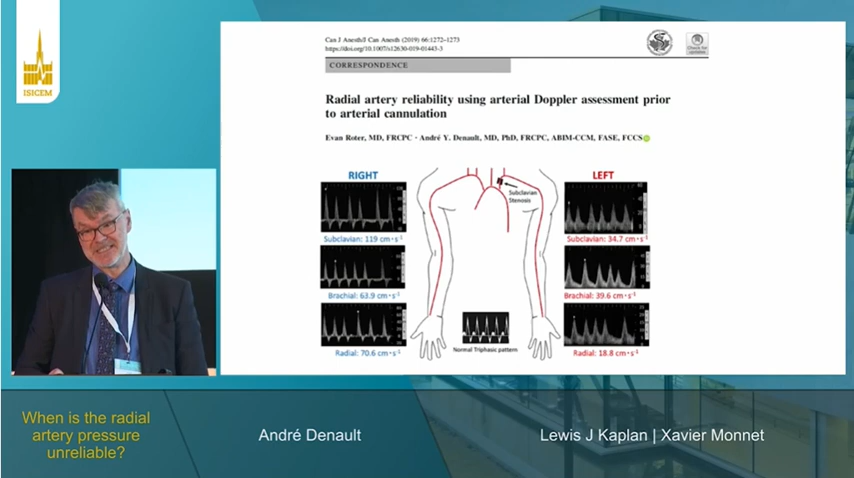 ISICEM
Can J Anesth/J Can Anesth (2019) 66:1272–1273
https://doi.org/10.1007/s12630-019-01443-3
CORRESPONDENCE
Check for
updates
Radial artery reliability using arterial Doppler assessment prior
to arterial cannulation
Evan Roter, MD, FRCPC · André Y. Denault, MD, PhD, FRCPC, ABIM-CCM, FASE, FCCS
RIGHT
LEFT
Subclavian
Stenosis
Subclavian: 119 cm·s⁻¹
Subclavian: 34.7 cm·s⁻¹
Brachial: 63.9 cm·s⁻¹
Brachial: 39.6 cm·s⁻¹
Radial: 70.6 cm·s⁻¹
Normal Triphasic pattern
Radial: 18.8 cm·s⁻¹
When is the radial
artery pressure
unreliable?
André Denault
Lewis J Kaplan | Xavier Monnet